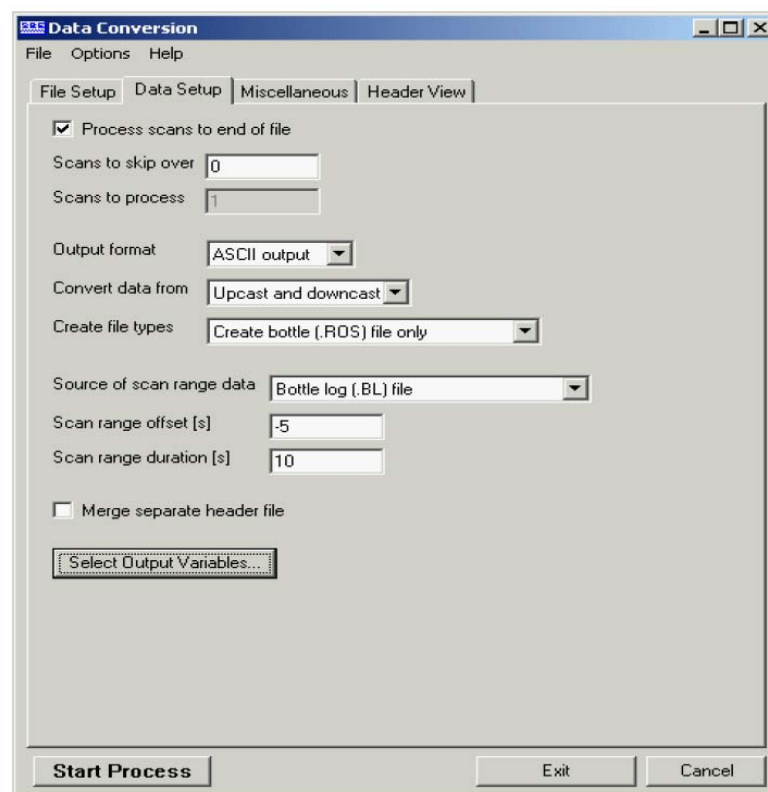 SBE Data Conversion
File Options Help
File Setup Data Setup Miscellaneous Header View
Process scans to end of file
Scans to skip over 0
Scans to process 1
Output format ASCII output
Convert data from Upcast and downcast
Create file types Create bottle (.ROS) file only
Source of scan range data Bottle log (.BL) file
Scan range offset [s] -5
Scan range duration [s] 10
Merge separate header file
Select Output Variables...
Start Process Exit Cancel